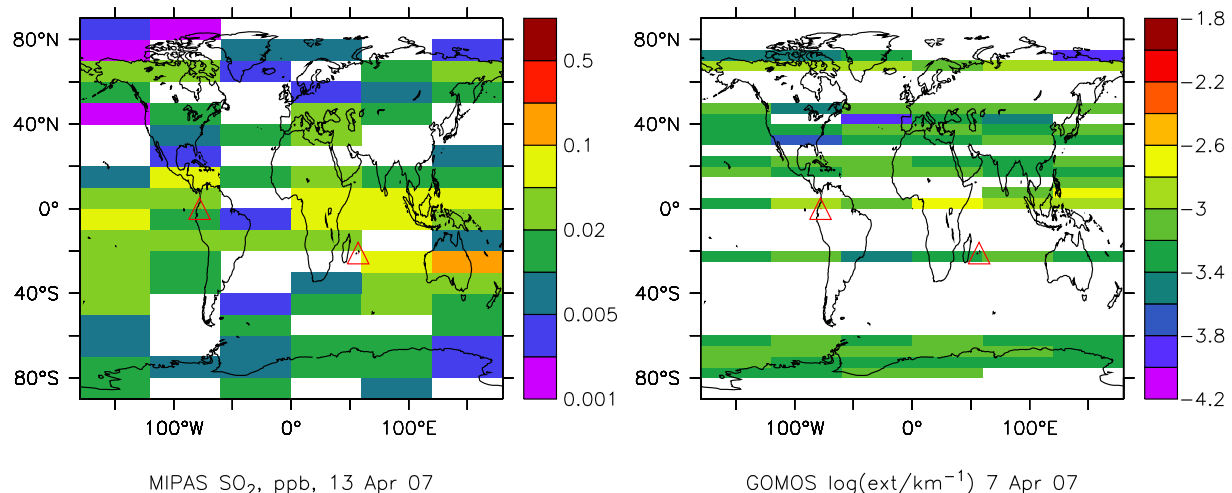 80°N
40°N
0°
40°S
80°S
100°W 0° 100°E
0.5
0.1
0.02
0.005
0.001
MIPAS SO₂, ppb, 13 Apr 07
80°N
40°N
0°
40°S
80°S
100°W 0° 100°E
−1.8
−2.2
−2.6
−3
−3.4
−3.8
−4.2
GOMOS log(ext/km⁻¹) 7 Apr 07